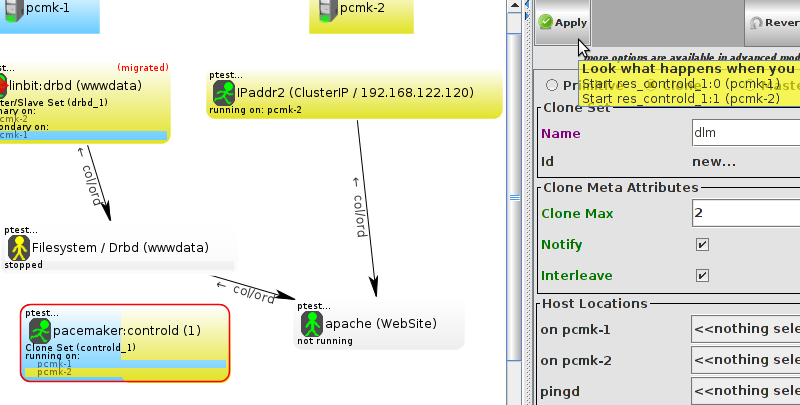 pcmk-1
pcmk-2
(migrated)
linbit:drbd (wwwdata)
ter/Slave Set (drbd_1)
nary on:
cmk-2
ondary on:
cmk-1
ptest...
IPaddr2 (ClusterIP / 192.168.122.120)
running on: pcmk-2
← col/ord
← col/ord
ptest...
Filesystem / Drbd (wwwdata)
stopped
← col/ord
ptest...
apache (WebSite)
not running
ptest...
pacemaker:controld (1)
Clone Set (controld_1)
running on:
pcmk-1
pcmk-2
Apply
Rever
more options are available in advanced mod
Look what happens when you
Start res_controld_1:0 (pcmk-1)
Start res_controld_1:1 (pcmk-2)
Clone Set
Name
dlm
Id
new...
Clone Meta Attributes
Clone Max
2
Notify
Interleave
Host Locations
on pcmk-1
<<nothing sele
on pcmk-2
<<nothing sele
pingd
<<nothing sele